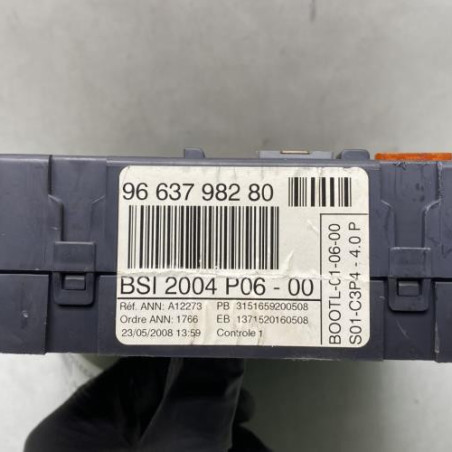 96 637 982 80
BSI 2004 P06 - 00
Réf. ANN: A12273 PB 3151659200508
Ordre ANN: 1766 EB 1371520160508
23/05/2008 13:59 Controle 1
BOOTL-01-06-00
S01-C3P4 - 4.0 P